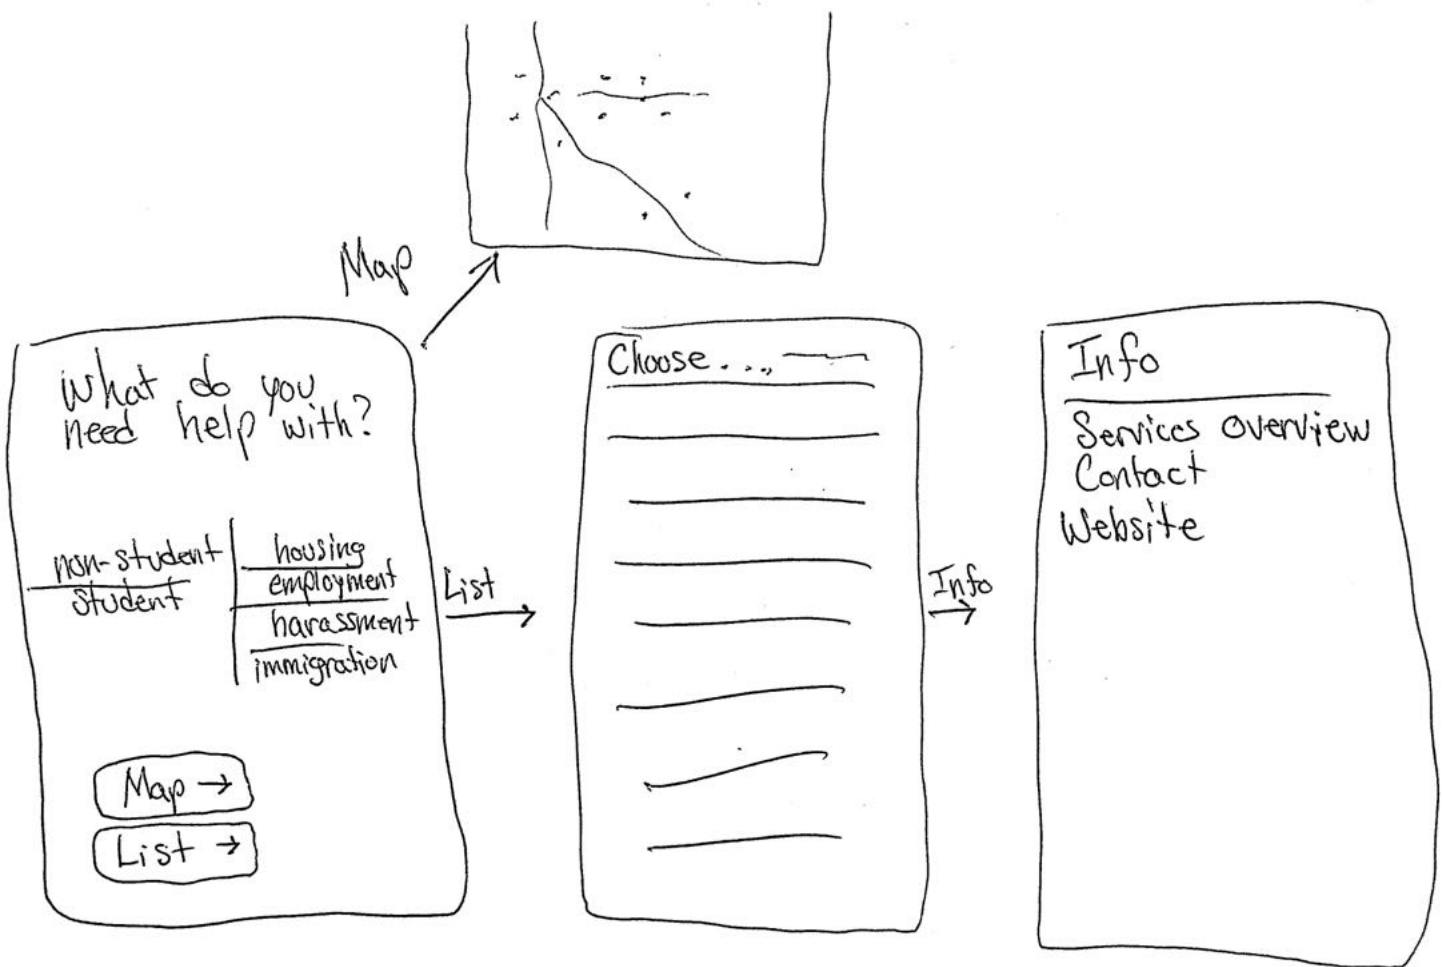 Map
What do you
need help with?
non-student
student
housing
employment
harassment
immigration
Map →
List →
List
Choose....,
Info
Info
Services overview
Contact
Website